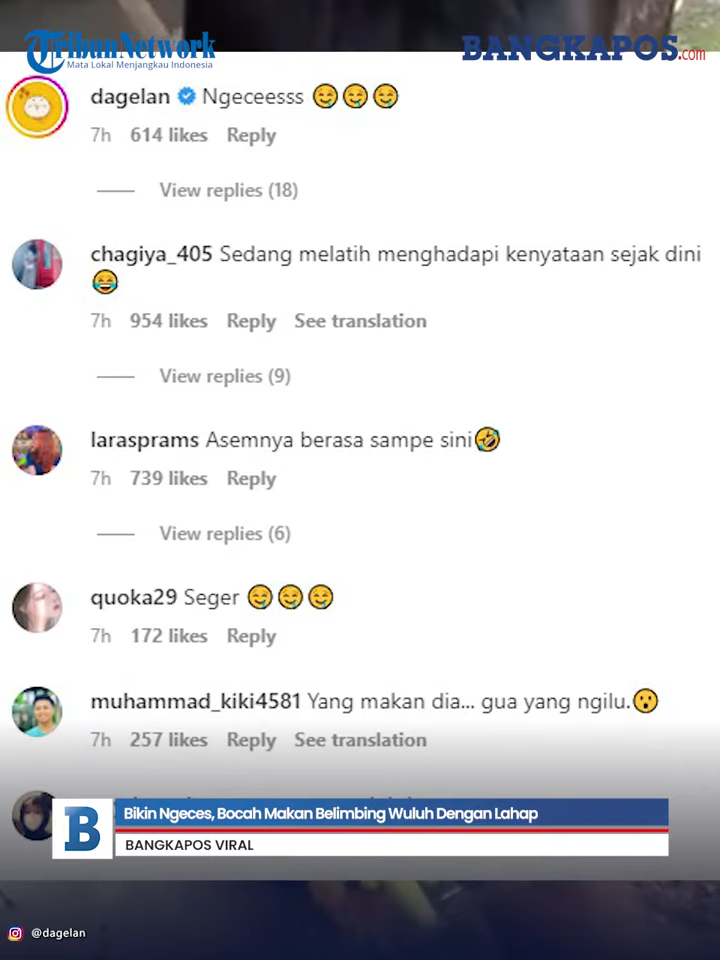 TribunNetwork
Mata Lokal Menjangkau Indonesia
BANGKAPOS.com
dagelan Ngeceesss 🤤🤤🤤
7h 614 likes Reply
View replies (18)
chagiya_405 Sedang melatih menghadapi kenyataan sejak dini
😂
7h 954 likes Reply See translation
View replies (9)
larasprams Asemnya berasa sampe sini🤣
7h 739 likes Reply
View replies (6)
quoka29 Seger 🤤🤤🤤
7h 172 likes Reply
muhammad_kiki4581 Yang makan dia... gua yang ngilu.😮
7h 257 likes Reply See translation
B
Bikin Ngeces, Bocah Makan Belimbing Wuluh Dengan Lahap
BANGKAPOS VIRAL
@dagelan